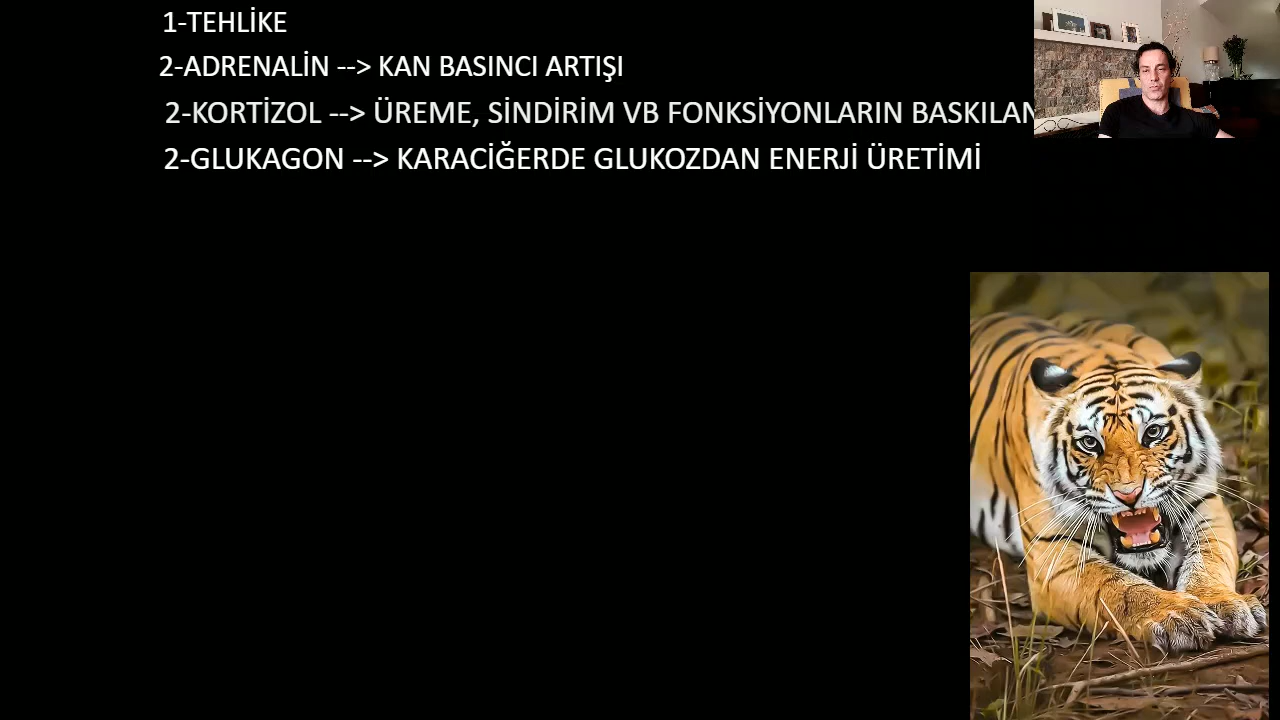 1-TEHLİKE
2-ADRENALİN --> KAN BASINCI ARTIŞI
2-KORTİZOL --> ÜREME, SİNDİRİM VB FONKSİYONLARIN
2-GLUKAGON --> KARACİĞERDE GLUKOZDAN ENERJİ ÜRETİMİ